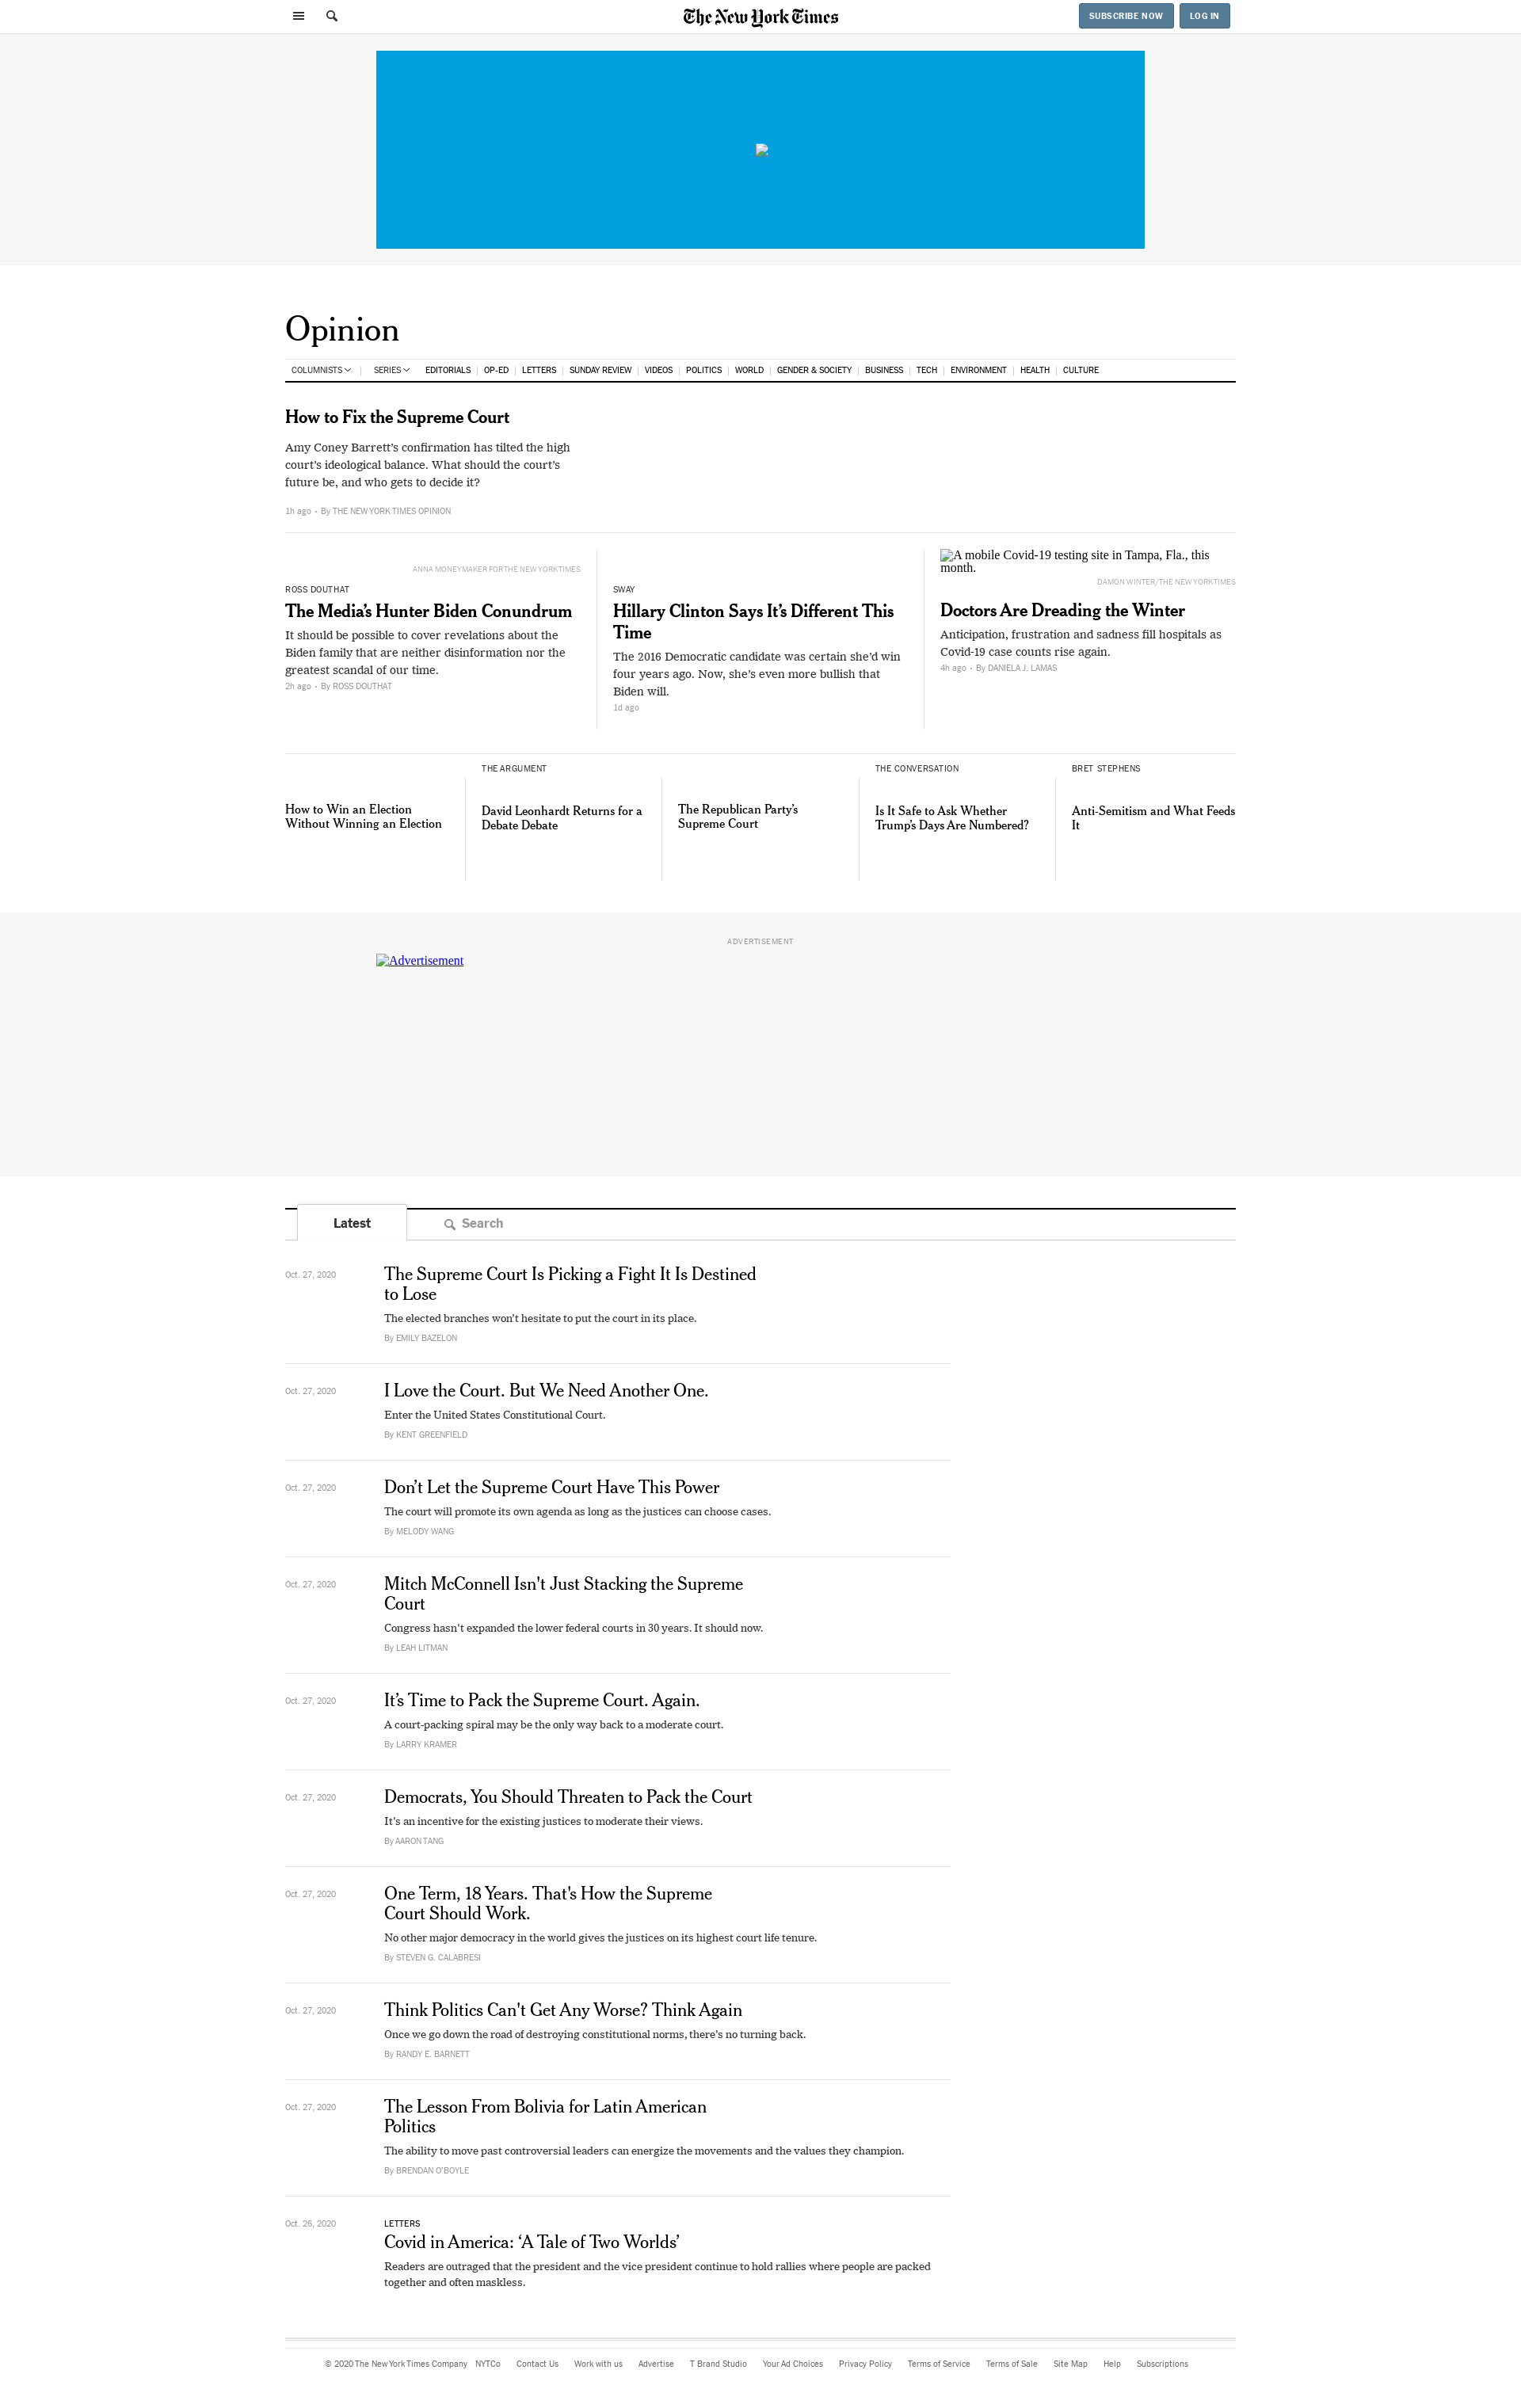 The New York Times
SUBSCRIBE NOW
LOG IN
Opinion
COLUMNISTS
SERIES
EDITORIALS
OP-ED
LETTERS
SUNDAY REVIEW
VIDEOS
POLITICS
WORLD
GENDER & SOCIETY
BUSINESS
TECH
ENVIRONMENT
HEALTH
CULTURE
How to Fix the Supreme Court
Amy Coney Barrett’s confirmation has tilted the high
court’s ideological balance. What should the court’s
future be, and who gets to decide it?
1h ago • By THE NEW YORK TIMES OPINION
ANNA MONEYMAKER FOR THE NEW YORK TIMES
ROSS DOUTHAT
The Media’s Hunter Biden Conundrum
It should be possible to cover revelations about the
Biden family that are neither disinformation nor the
greatest scandal of our time.
2h ago • By ROSS DOUTHAT
SWAY
Hillary Clinton Says It’s Different This
Time
The 2016 Democratic candidate was certain she’d win
four years ago. Now, she’s even more bullish that
Biden will.
1d ago
A mobile Covid-19 testing site in Tampa, Fla., this
month.
DAMON WINTER/THE NEW YORK TIMES
Doctors Are Dreading the Winter
Anticipation, frustration and sadness fill hospitals as
Covid-19 case counts rise again.
4h ago • By DANIELA J. LAMAS
How to Win an Election
Without Winning an Election
THE ARGUMENT
David Leonhardt Returns for a
Debate Debate
The Republican Party’s
Supreme Court
THE CONVERSATION
Is It Safe to Ask Whether
Trump’s Days Are Numbered?
BRET STEPHENS
Anti-Semitism and What Feeds
It
ADVERTISEMENT
Advertisement
Latest
Search
Oct. 27, 2020
The Supreme Court Is Picking a Fight It Is Destined
to Lose
The elected branches won’t hesitate to put the court in its place.
By EMILY BAZELON
Oct. 27, 2020
I Love the Court. But We Need Another One.
Enter the United States Constitutional Court.
By KENT GREENFIELD
Oct. 27, 2020
Don’t Let the Supreme Court Have This Power
The court will promote its own agenda as long as the justices can choose cases.
By MELODY WANG
Oct. 27, 2020
Mitch McConnell Isn't Just Stacking the Supreme
Court
Congress hasn’t expanded the lower federal courts in 30 years. It should now.
By LEAH LITMAN
Oct. 27, 2020
It’s Time to Pack the Supreme Court. Again.
A court-packing spiral may be the only way back to a moderate court.
By LARRY KRAMER
Oct. 27, 2020
Democrats, You Should Threaten to Pack the Court
It’s an incentive for the existing justices to moderate their views.
By AARON TANG
Oct. 27, 2020
One Term, 18 Years. That's How the Supreme
Court Should Work.
No other major democracy in the world gives the justices on its highest court life tenure.
By STEVEN G. CALABRESI
Oct. 27, 2020
Think Politics Can't Get Any Worse? Think Again
Once we go down the road of destroying constitutional norms, there’s no turning back.
By RANDY E. BARNETT
Oct. 27, 2020
The Lesson From Bolivia for Latin American
Politics
The ability to move past controversial leaders can energize the movements and the values they champion.
By BRENDAN O’BOYLE
Oct. 26, 2020
LETTERS
Covid in America: ‘A Tale of Two Worlds’
Readers are outraged that the president and the vice president continue to hold rallies where people are packed
together and often maskless.
© 2020 The New York Times Company
NYTCo
Contact Us
Work with us
Advertise
T Brand Studio
Your Ad Choices
Privacy Policy
Terms of Service
Terms of Sale
Site Map
Help
Subscriptions